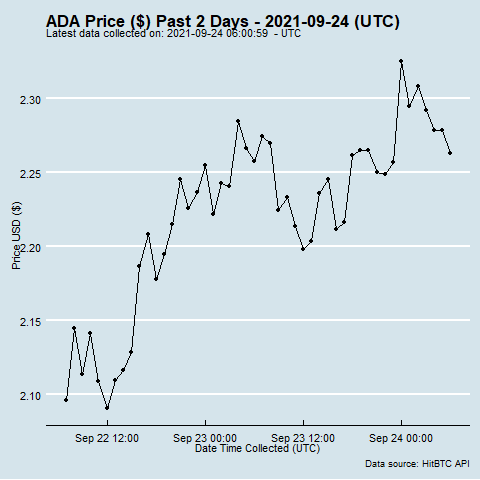 ADA Price ($) Past 2 Days - 2021-09-24 (UTC)
Latest data collected on: 2021-09-24 06:00:59  - UTC
2.30
2.25
2.20
2.15
2.10
Price USD ($)
Sep 22 12:00
Sep 23 00:00
Sep 23 12:00
Sep 24 00:00
Date Time Collected (UTC)
Data source: HitBTC API